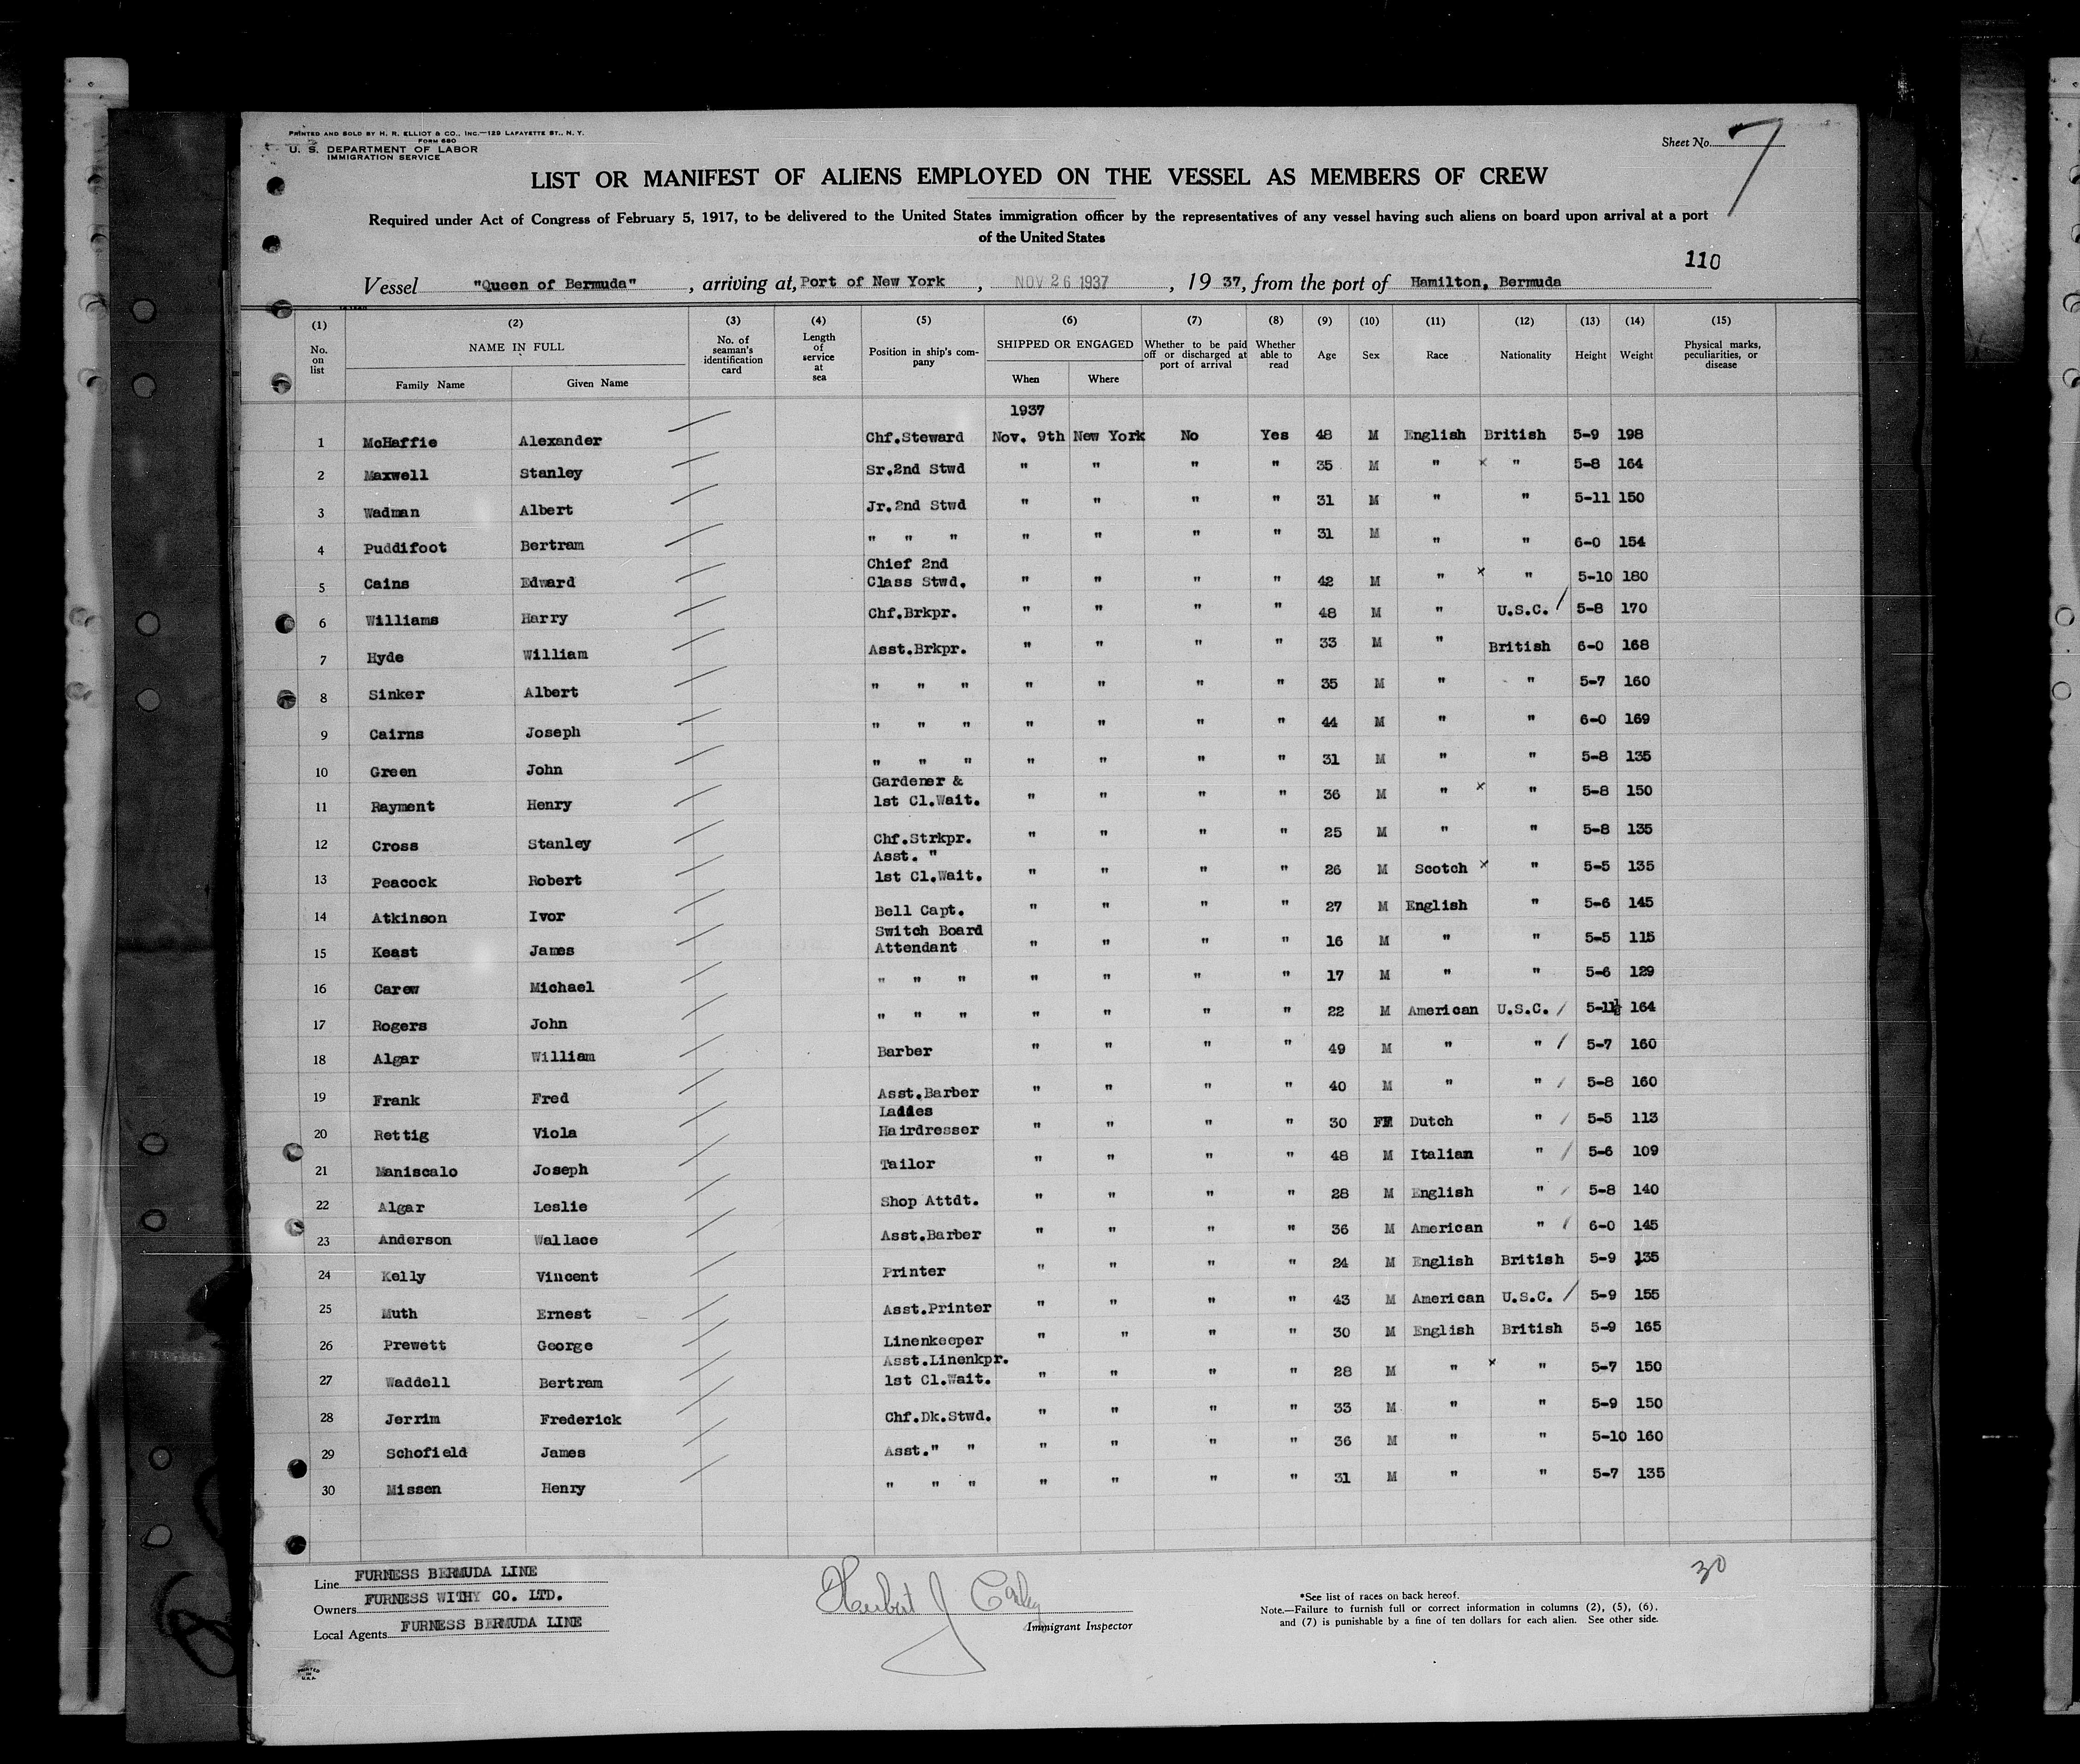 PRINTED AND SOLD BY H. R. ELLIOT & CO., INC.—129 LAFAYETTE ST., N. Y.
FORM 680
U. S. DEPARTMENT OF LABOR
IMMIGRATION SERVICE
Sheet No. 7
LIST OR MANIFEST OF ALIENS EMPLOYED ON THE VESSEL AS MEMBERS OF CREW
Required under Act of Congress of February 5, 1917, to be delivered to the United States immigration officer by the representatives of any vessel having such aliens on board upon arrival at a port
of the United States
110
Vessel "Queen of Bermuda", arriving at, Port of New York, NOV 26 1937, 19 37, from the port of Hamilton, Bermuda
(1) (2) (3) (4) (5) (6) (7) (8) (9) (10) (11) (12) (13) (14) (15)
No. on list NAME IN FULL No. of seaman's identification card Length of service at sea Position in ship's company SHIPPED OR ENGAGED Whether to be paid off or discharged at port of arrival Whether able to read Age Sex Race Nationality Height Weight Physical marks, peculiarities, or disease
Family Name Given Name When Where
1937
1 McHaffie Alexander Chf.Steward Nov. 9th New York No Yes 48 M English British 5-9 198
2 Maxwell Stanley Sr.2nd Stwd " " " " 35 M " x " 5-8 164
3 Wadman Albert Jr.2nd Stwd " " " " 31 M " " 5-11 150
4 Puddifoot Bertram " " " " " " " 31 M " " 6-0 154
5 Cains Edward Chief 2nd Class Stwd. " " " " 42 M " x " 5-10 180
6 Williams Harry Chf.Brkpr. " " " " 48 M " U.S.C. / 5-8 170
7 Hyde William Asst.Brkpr. " " " " 33 M " British 6-0 168
8 Sinker Albert " " " " " " " 35 M " " 5-7 160
9 Cairns Joseph " " " " " " " 44 M " " 6-0 169
10 Green John " " " " " " " 31 M " " 5-8 135
11 Rayment Henry Gardener & 1st Cl.Wait. " " " " 36 M " x " 5-8 150
12 Cross Stanley Chf.Strkpr. " " " " 25 M " " 5-8 135
13 Peacock Robert Asst. " 1st Cl.Wait. " " " " 26 M Scotch x " 5-5 135
14 Atkinson Ivor Bell Capt. " " " " 27 M English " 5-6 145
15 Keast James Switch Board Attendant " " " " 16 M " " 5-5 115
16 Carew Michael " " " " " " " 17 M " " 5-6 129
17 Rogers John " " " " " " " 22 M American U.S.C. / 5-11½ 164
18 Algar William Barber " " " " 49 M " " / 5-7 160
19 Frank Fred Asst.Barber " " " " 40 M " " / 5-8 160
20 Rettig Viola Ladies Hairdresser " " " " 30 F Dutch " / 5-5 113
21 Maniscalo Joseph Tailor " " " " 48 M Italian " / 5-6 109
22 Algar Leslie Shop Attdt. " " " " 28 M English " / 5-8 140
23 Anderson Wallace Asst.Barber " " " " 36 M American " / 6-0 145
24 Kelly Vincent Printer " " " " 24 M English British 5-9 135
25 Muth Ernest Asst.Printer " " " " 43 M American U.S.C. / 5-9 155
26 Prewett George Linenkeeper " " " " 30 M English British 5-9 165
27 Waddell Bertram Asst.Linenkpr. 1st Cl.Wait. " " " " 28 M " x " 5-7 150
28 Jerrim Frederick Chf.Dk.Stwd. " " " " 33 M " " 5-9 150
29 Schofield James Asst." " " " " " 36 M " " 5-10 160
30 Missen Henry " " " " " " " 31 M " " 5-7 135
30
Line FURNESS BERMUDA LINE
Owners FURNESS WITHY CO. LTD.
Local Agents FURNESS BERMUDA LINE
Herbert J
Immigrant Inspector
*See list of races on back hereof.
Note.—Failure to furnish full or correct information in columns (2), (5), (6),
and (7) is punishable by a fine of ten dollars for each alien. See other side.
PRINTED IN U.S.A.